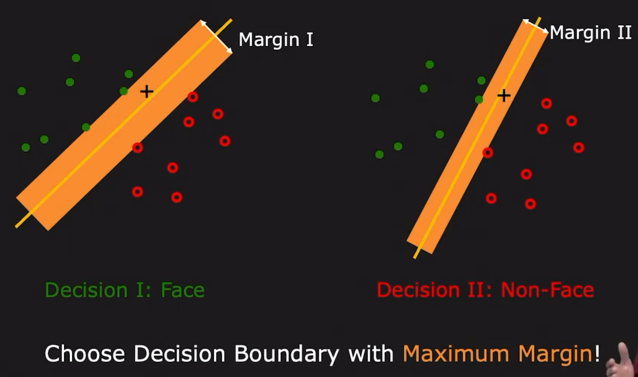 Margin I
Margin II
Decision I: Face
Decision II: Non-Face
Choose Decision Boundary with Maximum Margin!